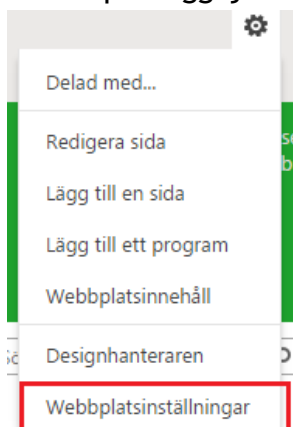 Delad med...
Redigera sida
Lägg till en sida
Lägg till ett program
Webbplatsinnehåll
Designhanteraren
Webbplatsinställningar